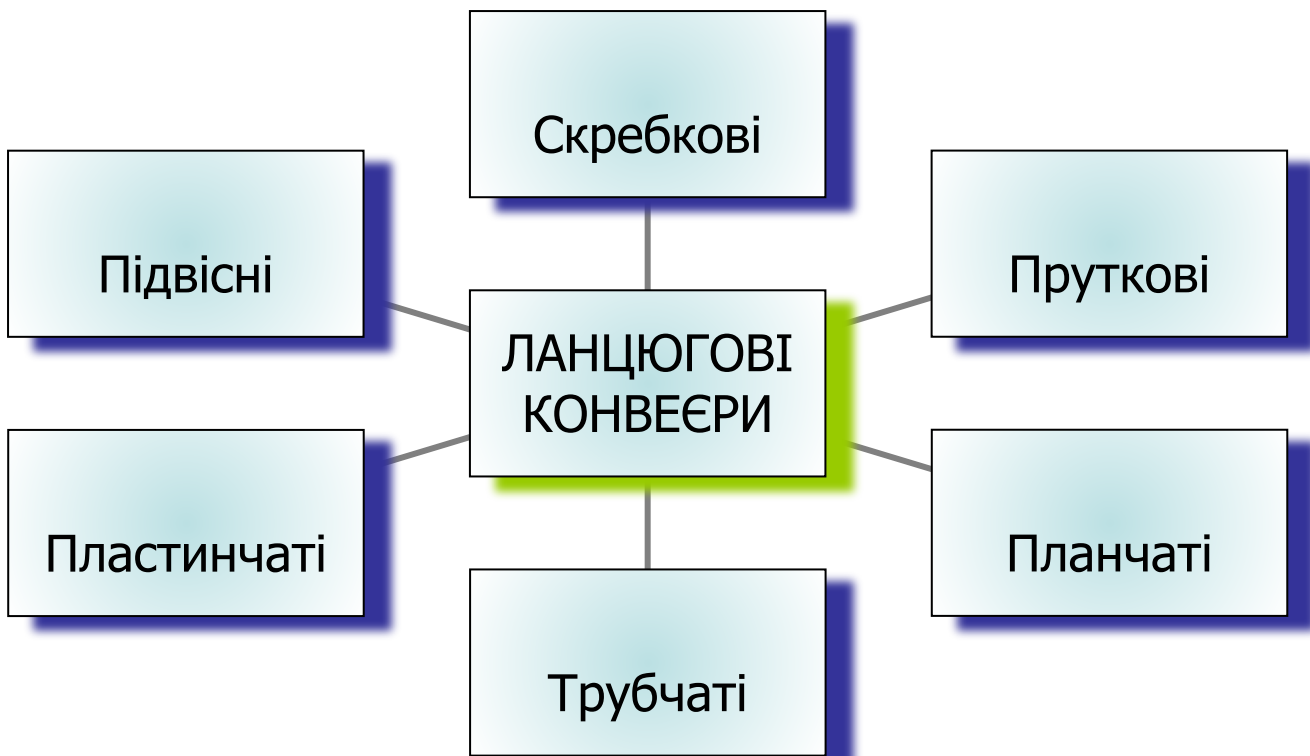 Скребкові
Підвісні
Пруткові
ЛАНЦЮГОВІ
КОНВЕЄРИ
Пластинчаті
Планчаті
Трубчаті